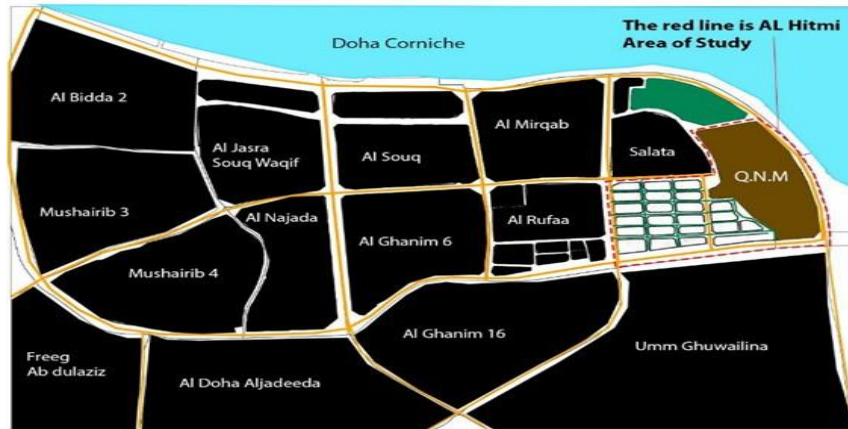 The red line is AL Hitmi
Area of Study
Doha Corniche
Al Bidda 2
Al Mirqab
Al Jasra
Souq Waqif
Al Souq
Salata
Q.N.M
Mushairib 3
Al Najada
Al Rufaa
Al Ghanim 6
Mushairib 4
Al Ghanim 16
Umm Ghuwailina
Freeg
Ab dulaziz
Al Doha Aljadeeda